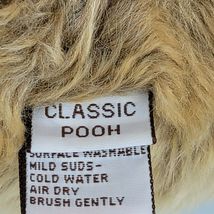 CLASSIC
POOH
SURFACE WASHABLE
MILD SUDS-
COLD WATER
AIR DRY
BRUSH GENTLY